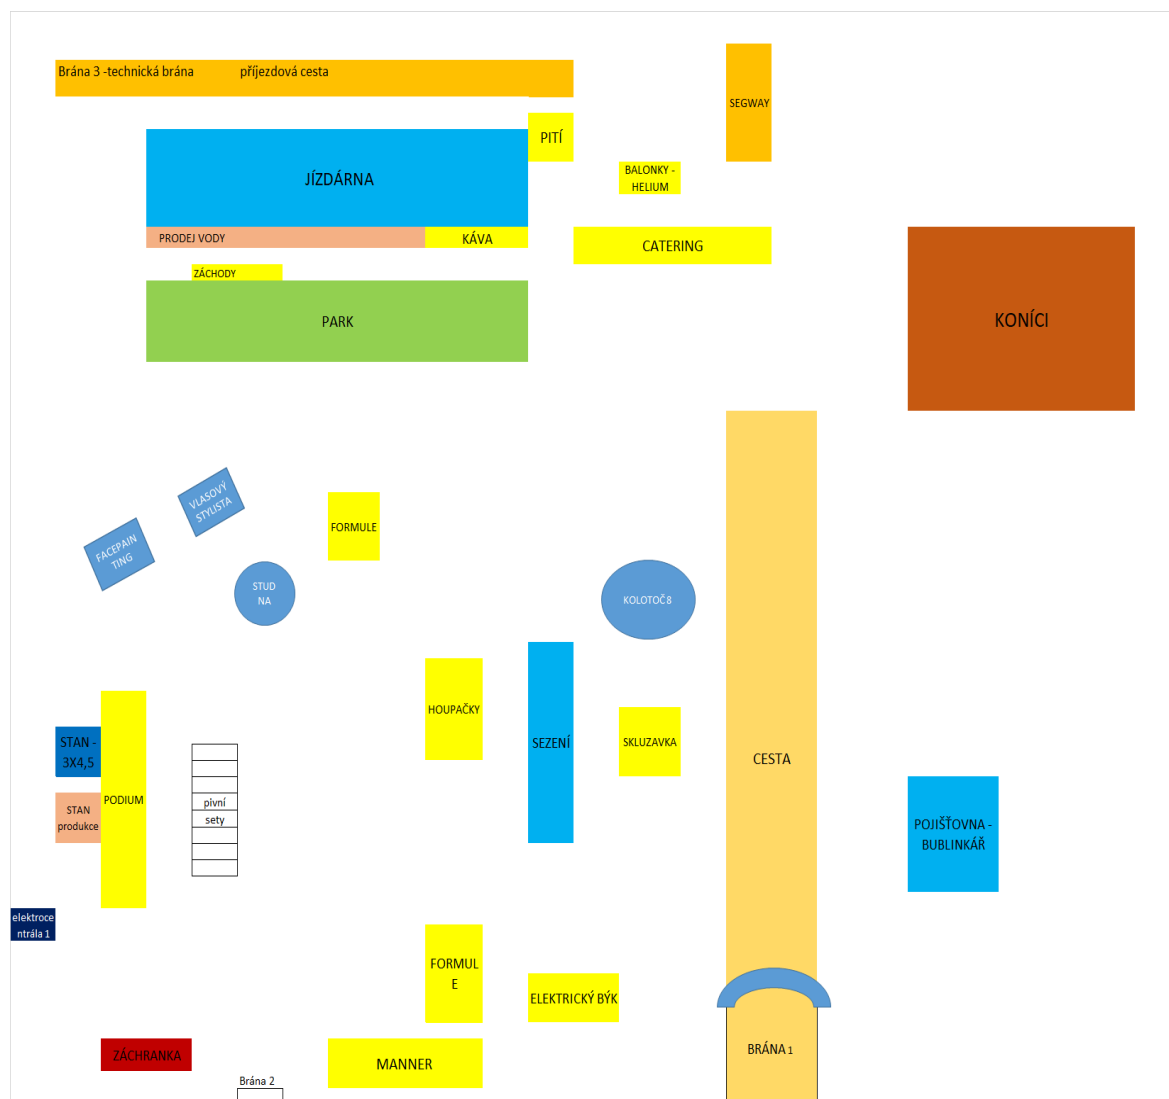 Brána 3 -technická brána příjezdová cesta
SEGWAY
PITÍ
BALONKY -
HELIUM
JÍZDÁRNA
PRODEJ VODY
KÁVA
CATERING
ZÁCHODY
PARK
KONÍCI
VLASOVÝ
STYLISTA
FORMULE
FACEPAIN
TING
STUD
NA
KOLOTOČ 8
HOUPAČKY
SEZENÍ
SKLUZAVKA
STAN -
3X4,5
CESTA
PODIUM
pivní
sety
STAN
produkce
POJIŠŤOVNA -
BUBLINKÁŘ
elektroce
ntrála 1
FORMUL
E
ELEKTRICKÝ BÝK
ZÁCHRANKA
MANNER
BRÁNA 1
Brána 2